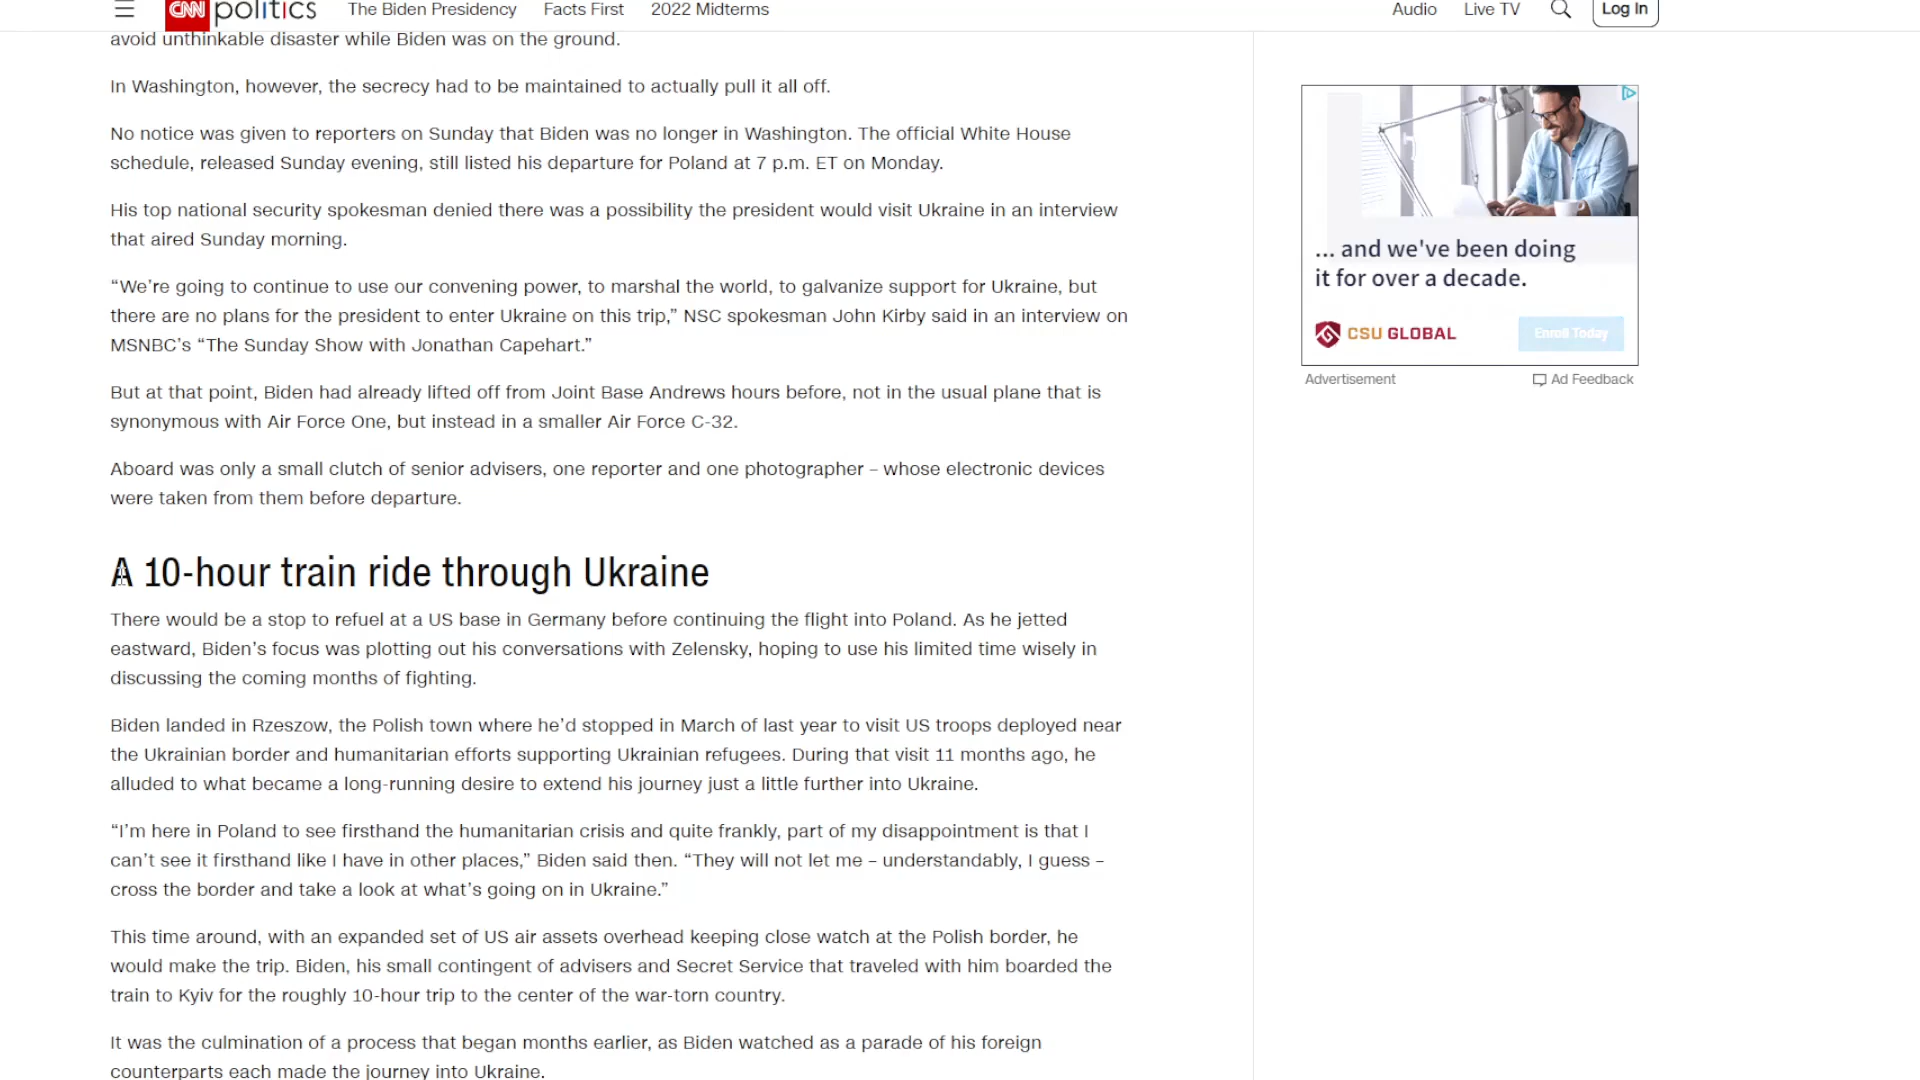 CNN politics The Biden Presidency Facts First 2022 Midterms Audio Live TV Log In
avoid unthinkable disaster while Biden was on the ground.
In Washington, however, the secrecy had to be maintained to actually pull it all off.
No notice was given to reporters on Sunday that Biden was no longer in Washington. The official White House
schedule, released Sunday evening, still listed his departure for Poland at 7 p.m. ET on Monday.
His top national security spokesman denied there was a possibility the president would visit Ukraine in an interview
that aired Sunday morning.
“We’re going to continue to use our convening power, to marshal the world, to galvanize support for Ukraine, but
there are no plans for the president to enter Ukraine on this trip,” NSC spokesman John Kirby said in an interview on
MSNBC’s “The Sunday Show with Jonathan Capehart.”
But at that point, Biden had already lifted off from Joint Base Andrews hours before, not in the usual plane that is
synonymous with Air Force One, but instead in a smaller Air Force C-32.
Aboard was only a small clutch of senior advisers, one reporter and one photographer – whose electronic devices
were taken from them before departure.
A 10-hour train ride through Ukraine
There would be a stop to refuel at a US base in Germany before continuing the flight into Poland. As he jetted
eastward, Biden’s focus was plotting out his conversations with Zelensky, hoping to use his limited time wisely in
discussing the coming months of fighting.
Biden landed in Rzeszow, the Polish town where he’d stopped in March of last year to visit US troops deployed near
the Ukrainian border and humanitarian efforts supporting Ukrainian refugees. During that visit 11 months ago, he
alluded to what became a long-running desire to extend his journey just a little further into Ukraine.
“I’m here in Poland to see firsthand the humanitarian crisis and quite frankly, part of my disappointment is that I
can’t see it firsthand like I have in other places,” Biden said then. “They will not let me – understandably, I guess –
cross the border and take a look at what’s going on in Ukraine.”
This time around, with an expanded set of US air assets overhead keeping close watch at the Polish border, he
would make the trip. Biden, his small contingent of advisers and Secret Service that traveled with him boarded the
train to Kyiv for the roughly 10-hour trip to the center of the war-torn country.
It was the culmination of a process that began months earlier, as Biden watched as a parade of his foreign
counterparts each made the journey into Ukraine.
... and we've been doing
it for over a decade.
CSU GLOBAL
Enroll Today
Advertisement
Ad Feedback